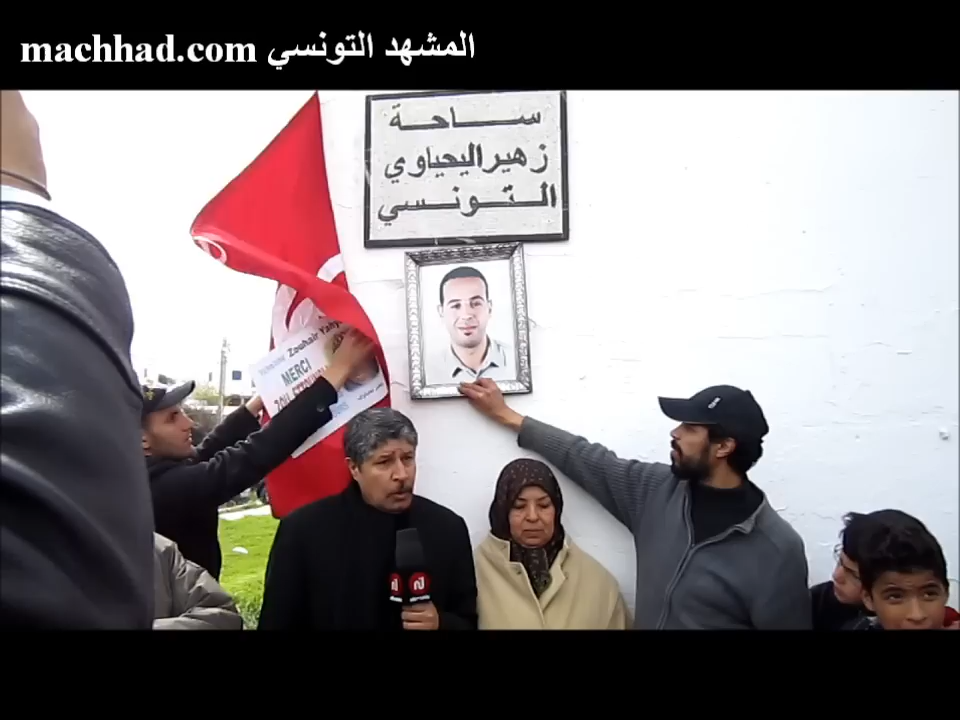 machhad.com المشهد التونسي
ساحة
زهير اليحياوي
التونسي
Zouhair Yahy
MERCI